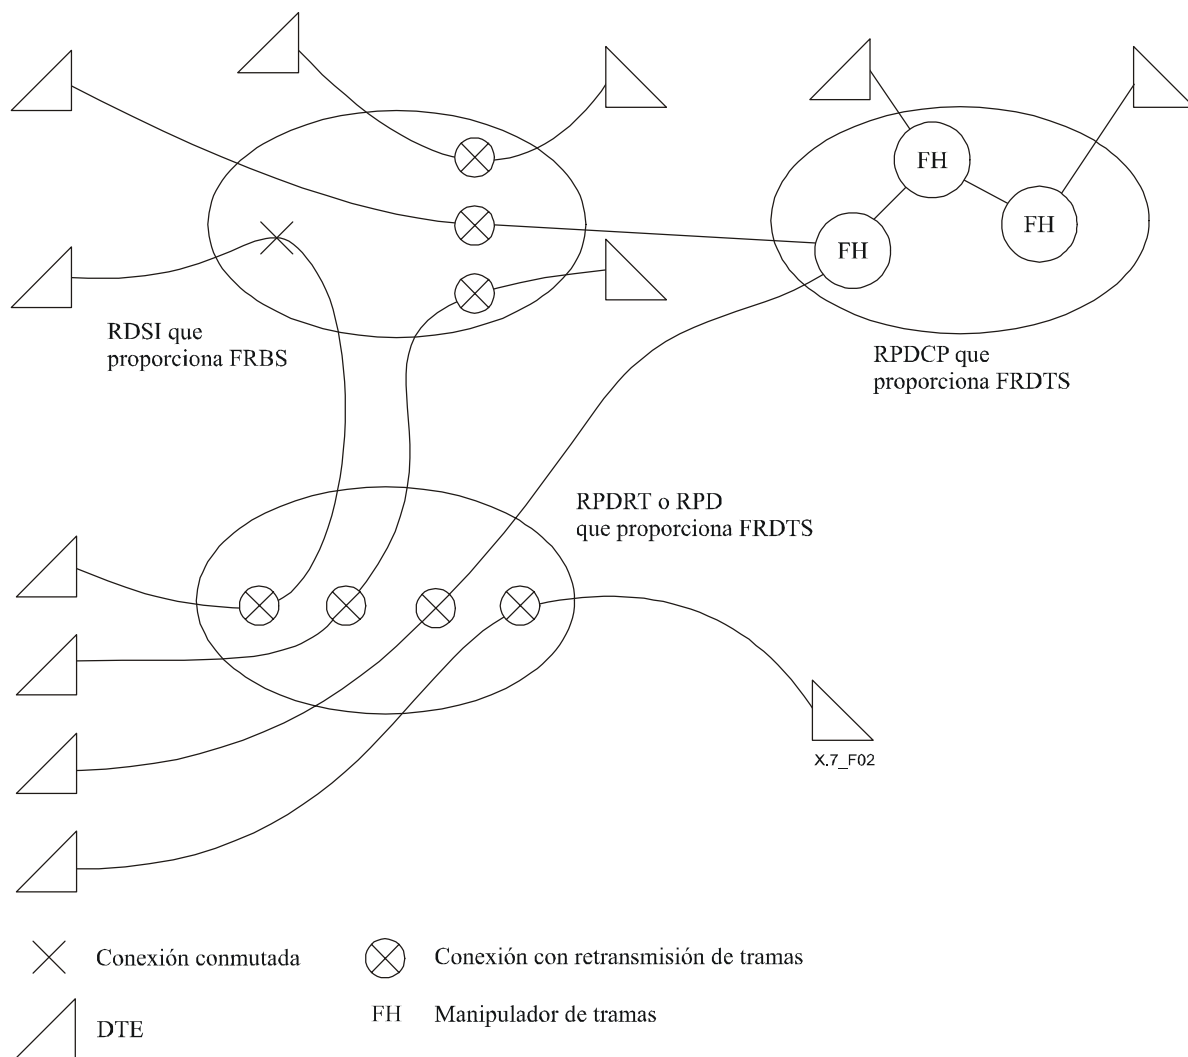 FH
FH
FH
RDSI que
proporciona FRBS
RPDCP que
proporciona FRDTS
RPDRT o RPD
que proporciona FRDTS
X.7_F02
Conexión conmutada
Conexión con retransmisión de tramas
DTE
FH Manipulador de tramas